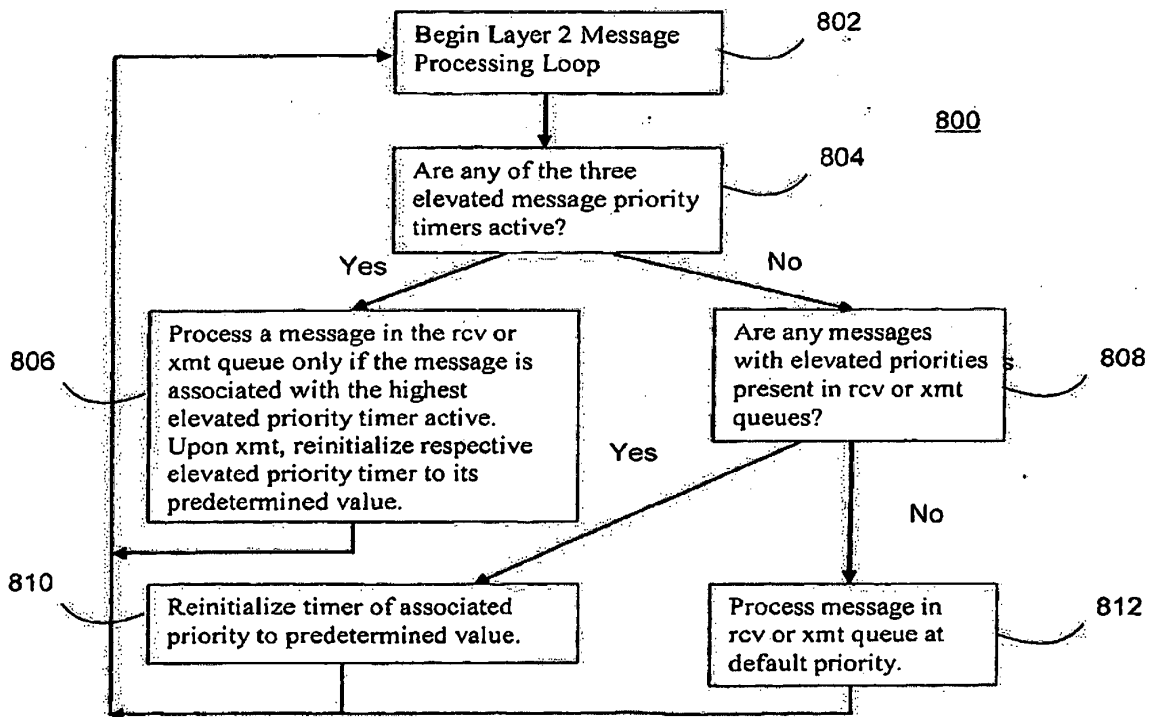 Begin Layer 2 Message
Processing Loop
802
800
Are any of the three
elevated message priority
timers active?
804
Yes
No
806
Process a message in the rcv or
xmt queue only if the message is
associated with the highest
elevated priority timer active.
Upon xmt, reinitialize respective
elevated priority timer to its
predetermined value.
Are any messages
with elevated priorities
present in rcv or xmt
queues?
s
808
Yes
No
810
Reinitialize timer of associated
priority to predetermined value.
Process message in
rcv or xmt queue at
default priority.
812